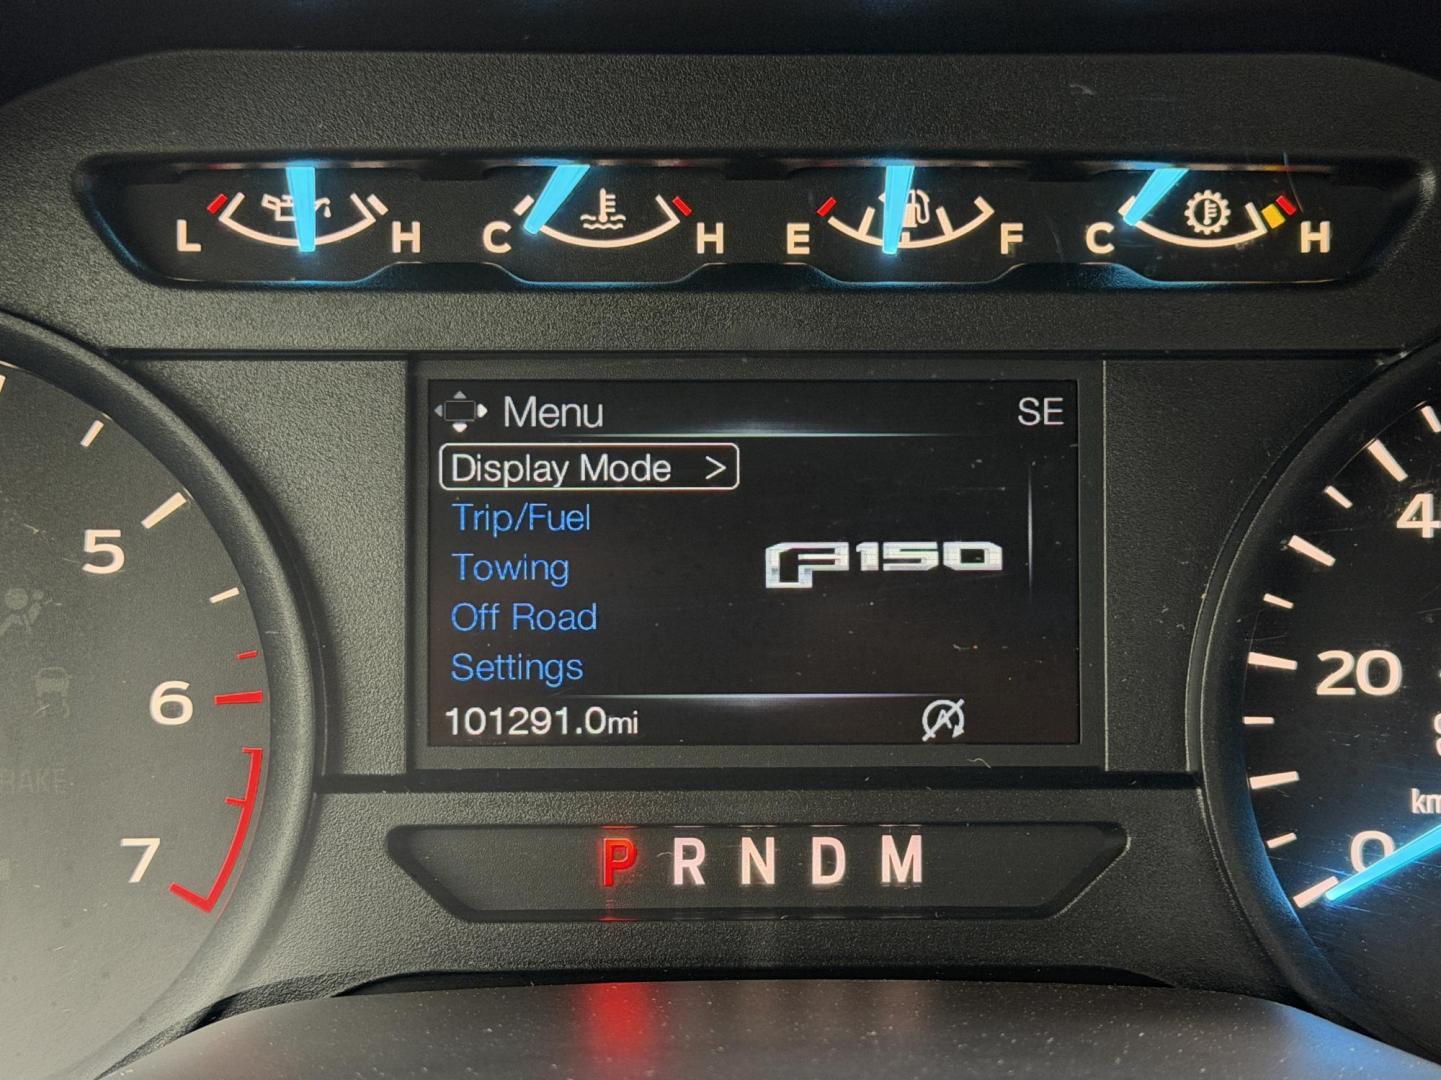 L H C H E F C H
Menu SE
Display Mode >
Trip/Fuel
Towing
F150
Off Road
Settings
101291.0mi
5
6
7
4
20
0
km
P R N D M